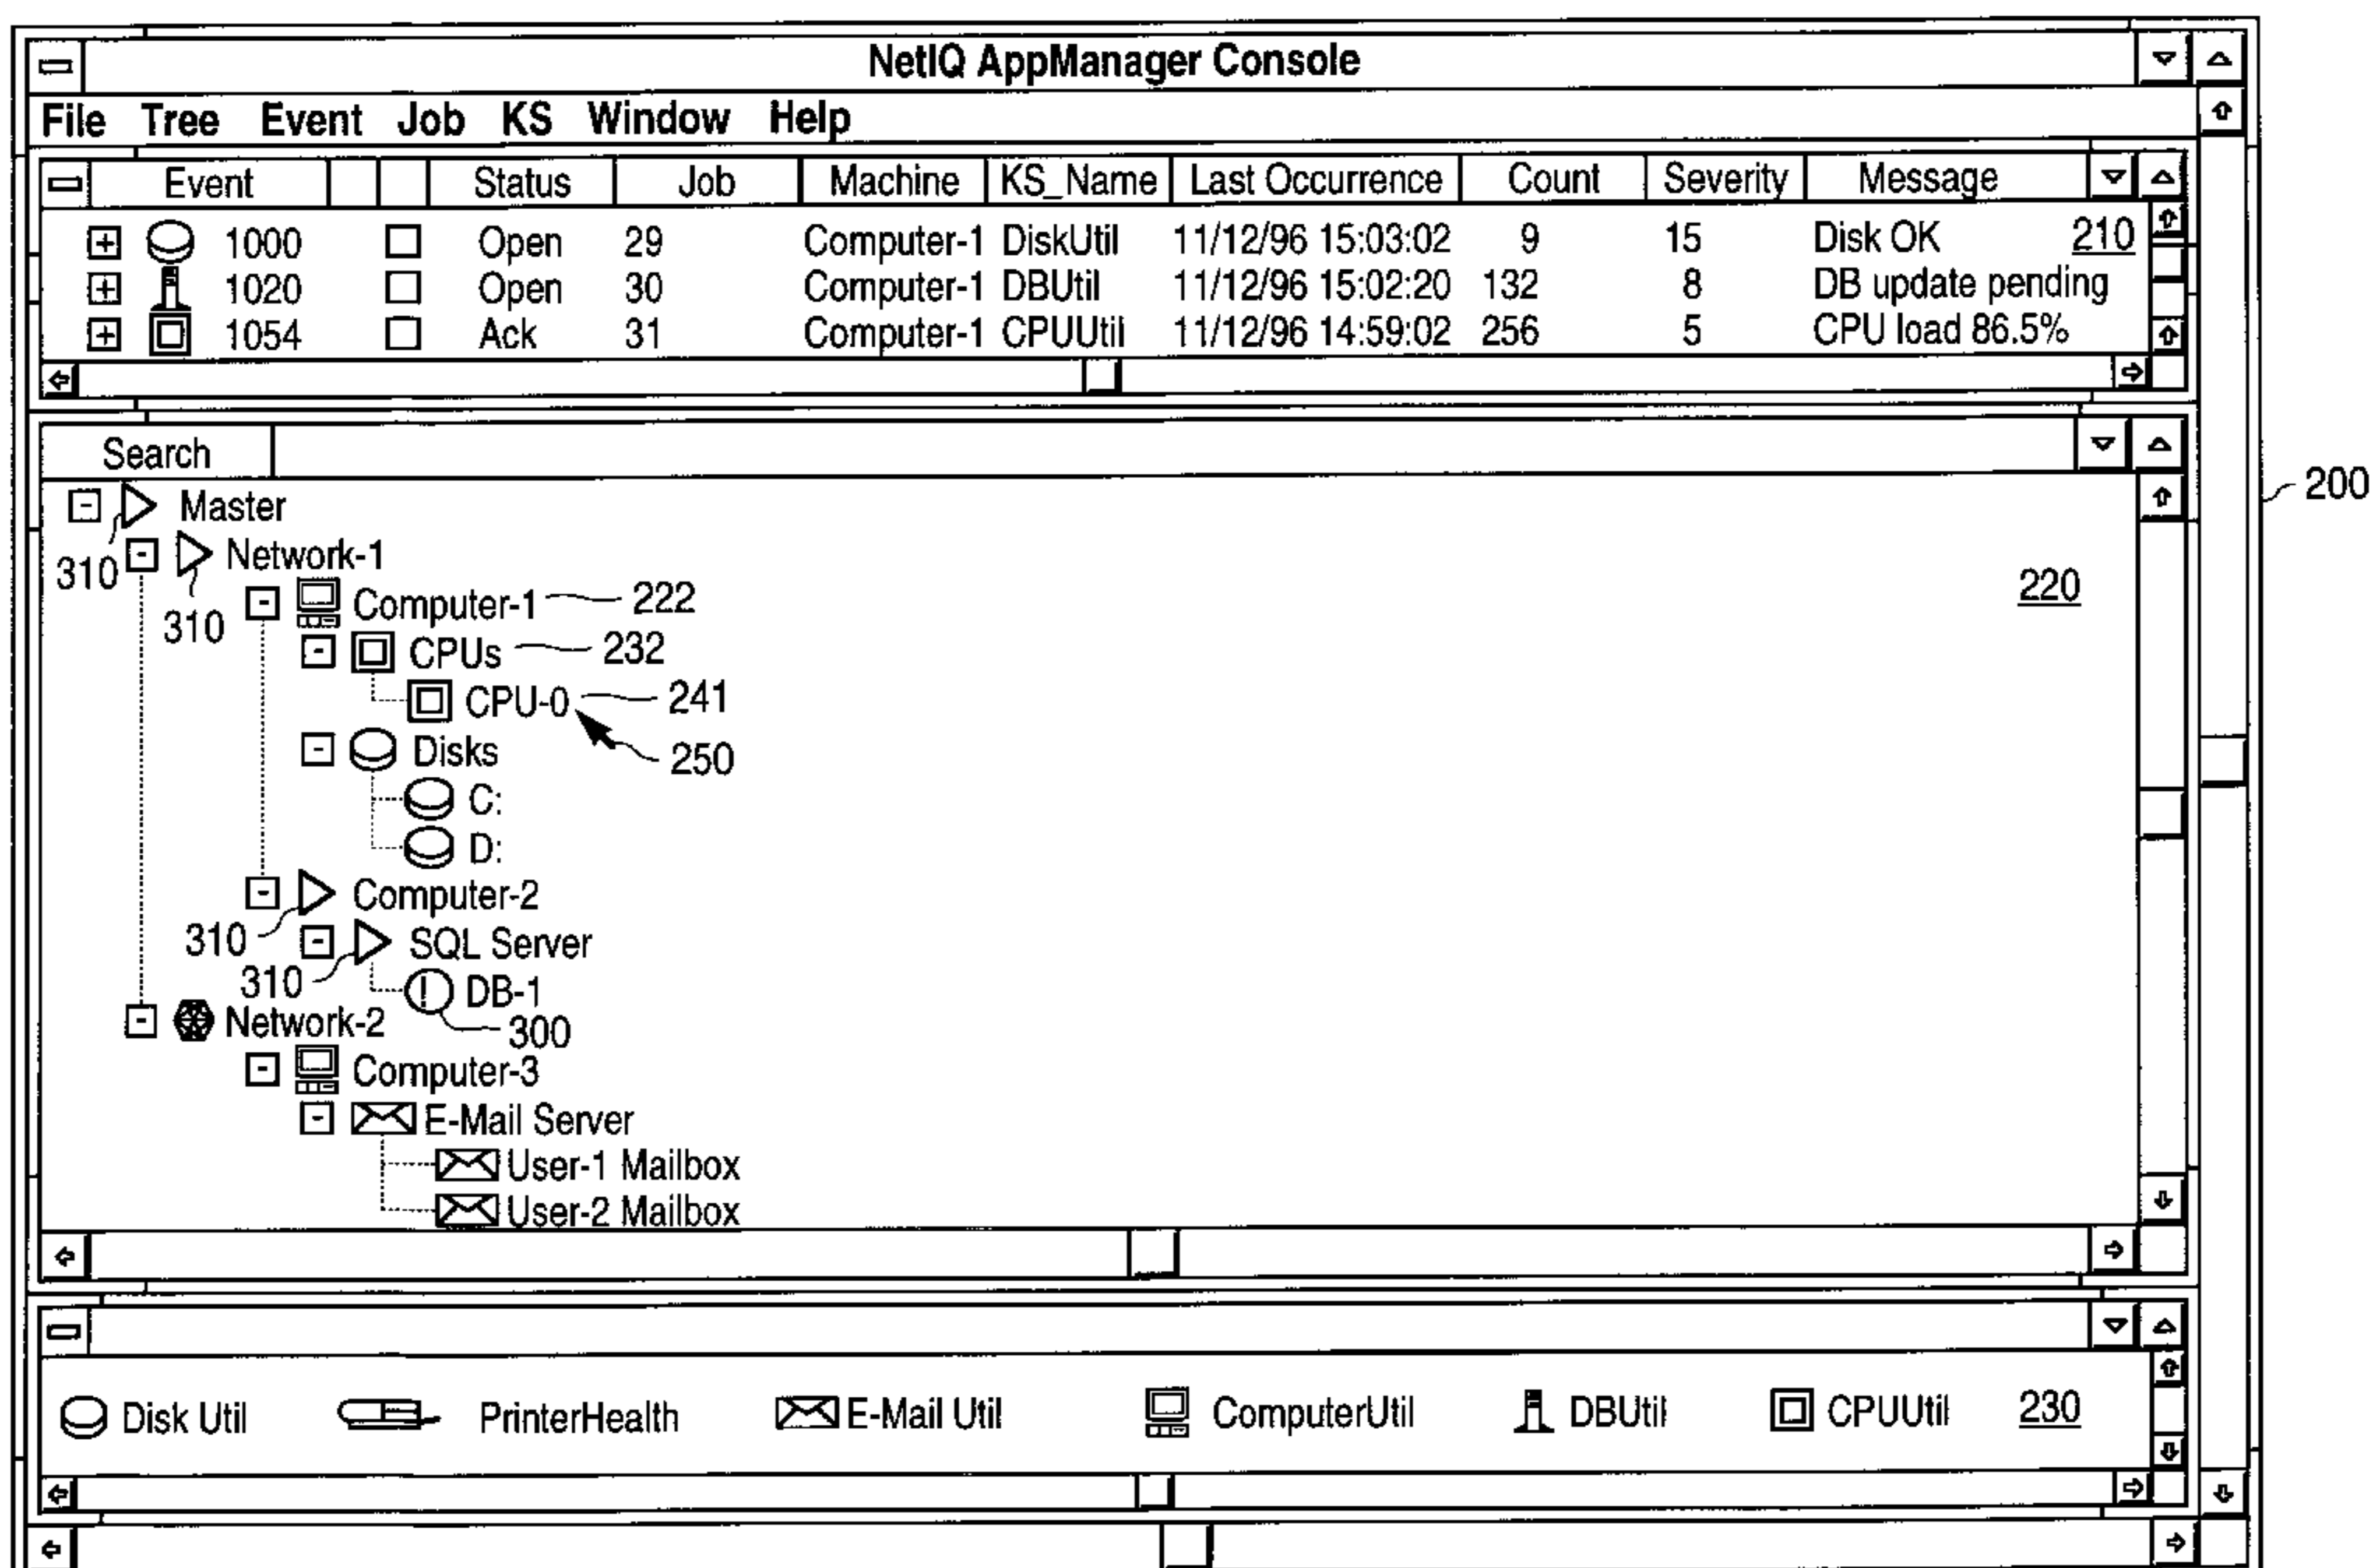 NetIQ AppManager Console
File Tree Event Job KS Window Help
Event Status Job Machine KS_Name Last Occurrence Count Severity Message
1000 Open 29 Computer-1 DiskUtil 11/12/96 15:03:02 9 15 Disk OK 210
1020 Open 30 Computer-1 DBUtil 11/12/96 15:02:20 132 8 DB update pending
1054 Ack 31 Computer-1 CPUUtil 11/12/96 14:59:02 256 5 CPU load 86.5%
Search
200
Master
310 Network-1
220
310 Computer-1 222
CPUs 232
CPU-0 241
Disks 250
C:
D:
Computer-2
310 SQL Server
310 DB-1
Network-2 300
Computer-3
E-Mail Server
User-1 Mailbox
User-2 Mailbox
Disk Util PrinterHealth E-Mail Util ComputerUtil DBUtil CPUUtil 230